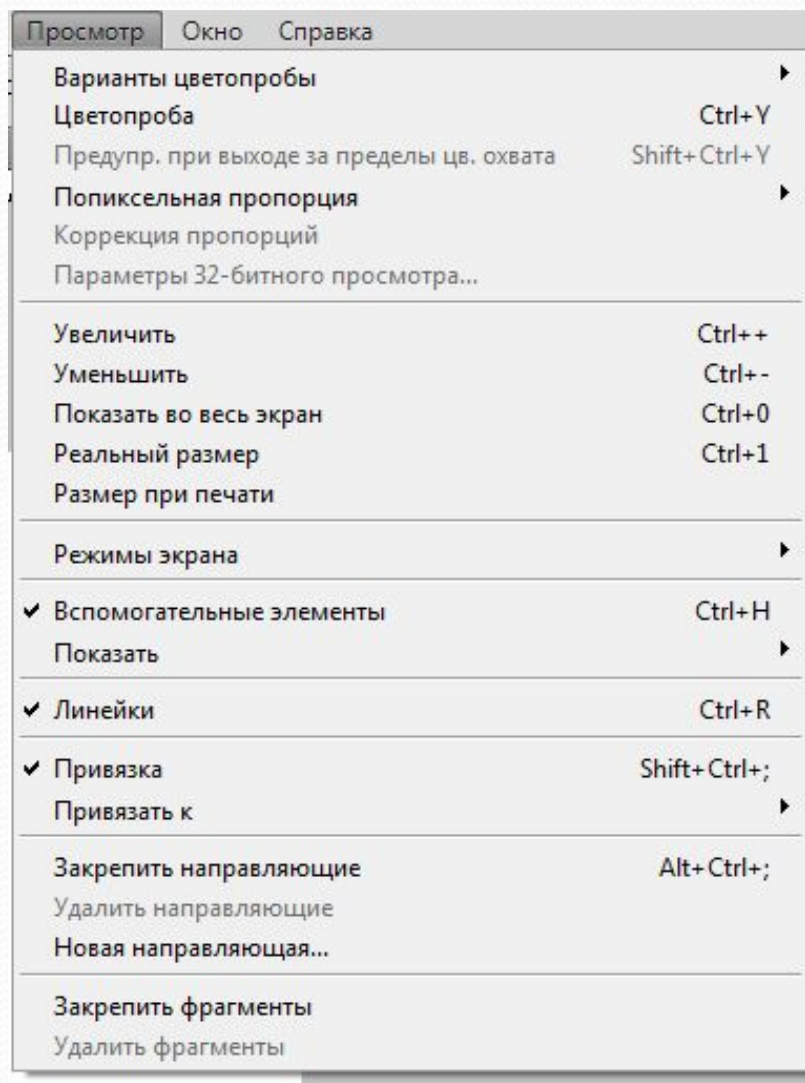 Просмотр Окно Справка
Варианты цветопробы
Цветопроба Ctrl+Y
Предупр. при выходе за пределы цв. охвата Shift+Ctrl+Y
Попиксельная пропорция
Коррекция пропорций
Параметры 32-битного просмотра...
Увеличить Ctrl++
Уменьшить Ctrl+-
Показать во весь экран Ctrl+0
Реальный размер Ctrl+1
Размер при печати
Режимы экрана
Вспомогательные элементы Ctrl+H
Показать
Линейки Ctrl+R
Привязка Shift+Ctrl+;
Привязать к
Закрепить направляющие Alt+Ctrl+;
Удалить направляющие
Новая направляющая...
Закрепить фрагменты
Удалить фрагменты